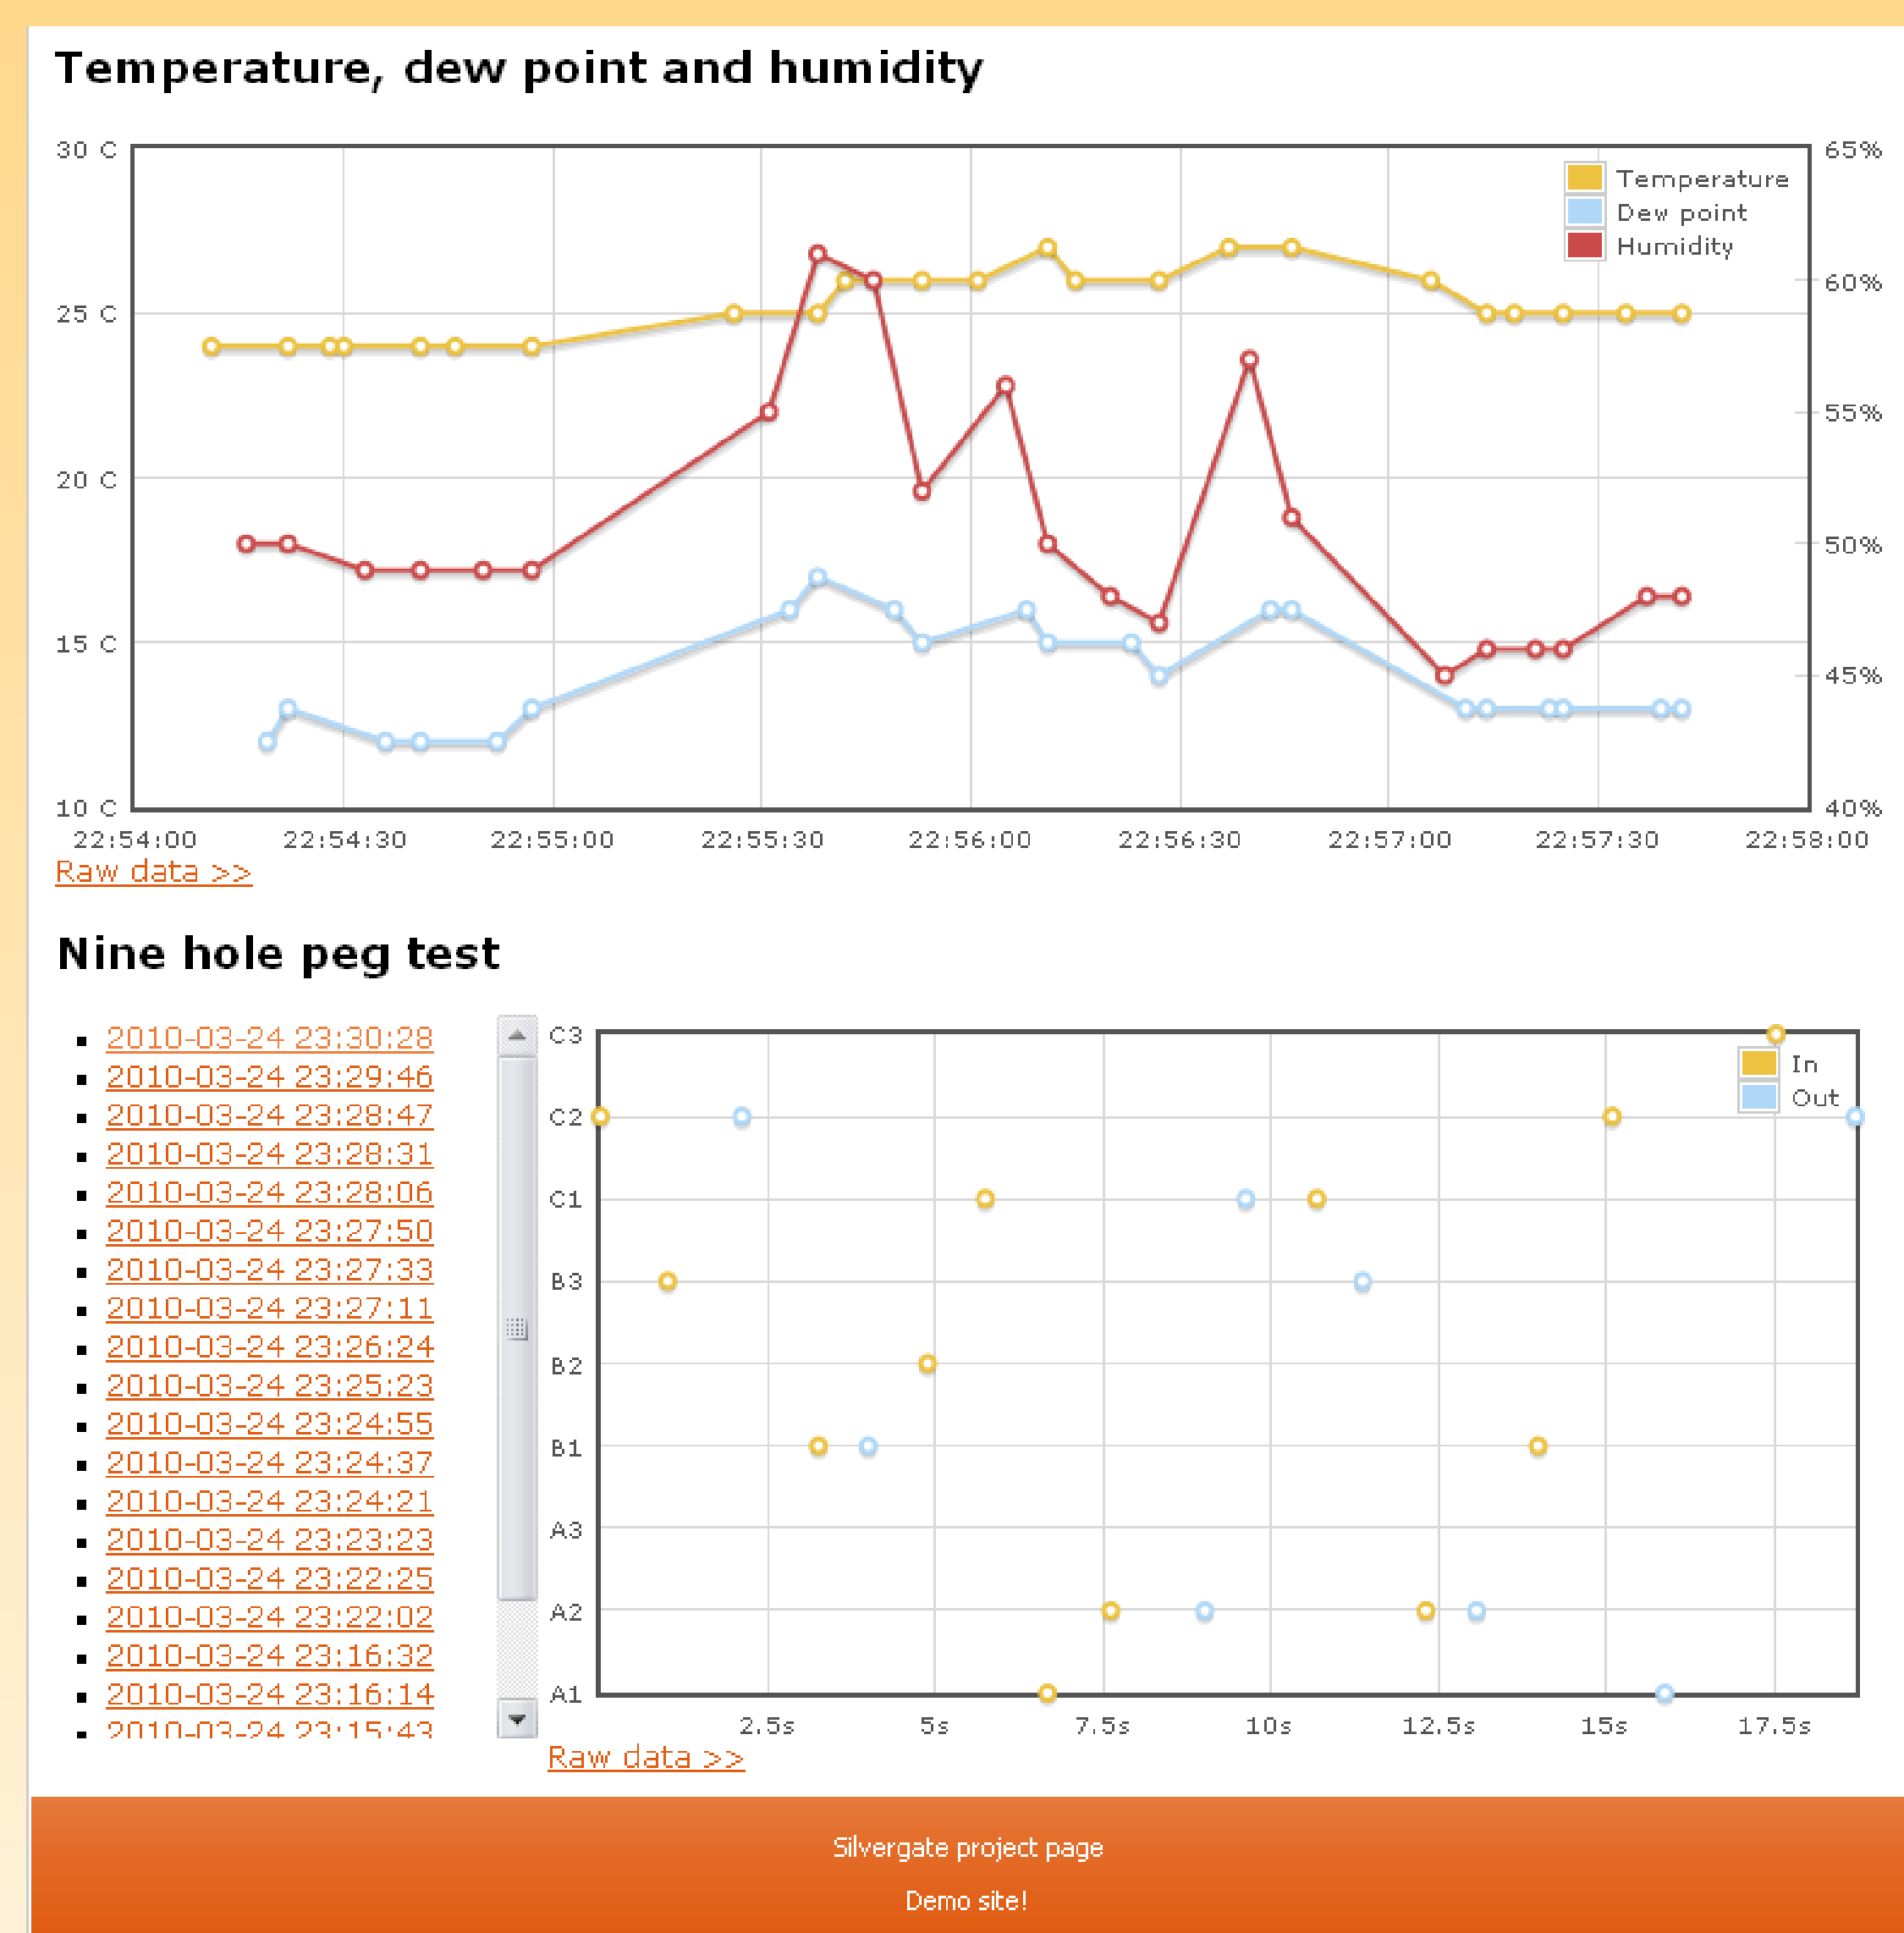 Temperature, dew point and humidity
30 C
25 C
20 C
15 C
10 C
65%
60%
55%
50%
45%
40%
Temperature
Dew point
Humidity
22:54:00 22:54:30 22:55:00 22:55:30 22:56:00 22:56:30 22:57:00 22:57:30 22:58:00
Raw data >>
Nine hole peg test
2010-03-24 23:30:28
2010-03-24 23:29:46
2010-03-24 23:28:47
2010-03-24 23:28:31
2010-03-24 23:28:06
2010-03-24 23:27:50
2010-03-24 23:27:33
2010-03-24 23:27:11
2010-03-24 23:26:24
2010-03-24 23:25:23
2010-03-24 23:24:55
2010-03-24 23:24:37
2010-03-24 23:24:21
2010-03-24 23:23:23
2010-03-24 23:22:25
2010-03-24 23:22:02
2010-03-24 23:16:32
2010-03-24 23:16:14
2010-03-24 23:15:43
C3
C2
C1
B3
B2
B1
A3
A2
A1
In
Out
2.5s 5s 7.5s 10s 12.5s 15s 17.5s
Raw data >>
Silvergate project page
Demo site!